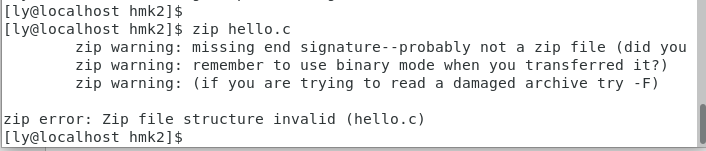 [ly@localhost hmk2]$
[ly@localhost hmk2]$ zip hello.c
        zip warning: missing end signature--probably not a zip file (did you
        zip warning: remember to use binary mode when you transferred it?)
        zip warning: (if you are trying to read a damaged archive try -F)

zip error: Zip file structure invalid (hello.c)
[ly@localhost hmk2]$